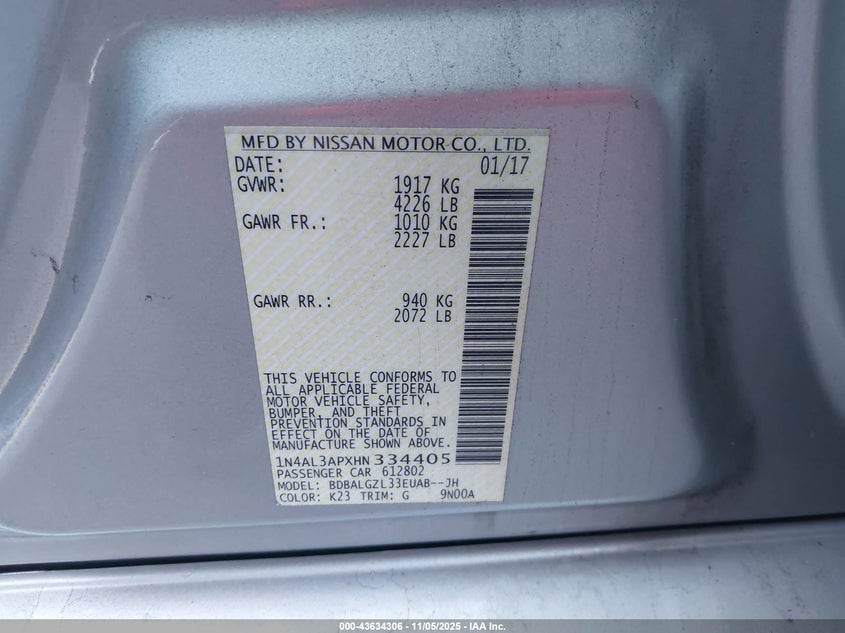 MFD BY NISSAN MOTOR CO., LTD.
DATE: 01/17
GVWR: 1917 KG
4226 LB
GAWR FR.: 1010 KG
2227 LB
GAWR RR.: 940 KG
2072 LB
THIS VEHICLE CONFORMS TO
ALL APPLICABLE FEDERAL
MOTOR VEHICLE SAFETY,
BUMPER, AND THEFT
PREVENTION STANDARDS IN
EFFECT ON THE DATE OF
MANUFACTURE SHOWN ABOVE.
1N4AL3APXHN 334405
PASSENGER CAR 612802
MODEL: BDBALGZL33EUAB--JH
COLOR: K23 TRIM: G 9N00A
000-43634306 - 11/05/2025 - IAA Inc.